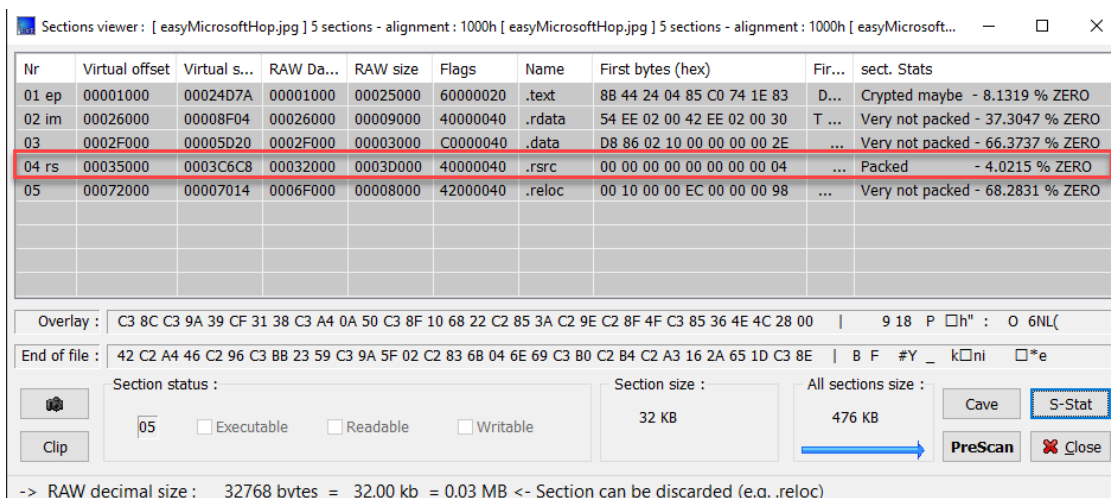 Sections viewer : [ easyMicrosoftHop.jpg ] 5 sections - alignment : 1000h [ easyMicrosoftHop.jpg ] 5 sections - alignment : 1000h [ easyMicrosoft...
Nr Virtual offset Virtual s... RAW Da... RAW size Flags Name First bytes (hex) Fir... sect. Stats
01 ep 00001000 00024D7A 00001000 00025000 60000020 .text 8B 44 24 04 85 C0 74 1E 83 D... Crypted maybe - 8.1319 % ZERO
02 im 00026000 00008F04 00026000 00009000 40000040 .rdata 54 EE 02 00 42 EE 02 00 30 T ... Very not packed - 37.3047 % ZERO
03 0002F000 00005D20 0002F000 00003000 C0000040 .data D8 86 02 10 00 00 00 00 2E ... Very not packed - 66.3737 % ZERO
04 rs 00035000 0003C6C8 00032000 0003D000 40000040 .rsrc 00 00 00 00 00 00 00 00 04 ... Packed - 4.0215 % ZERO
05 00072000 00007014 0006F000 00008000 42000040 .reloc 00 10 00 00 EC 00 00 00 98 ... Very not packed - 68.2831 % ZERO
Overlay : C3 8C C3 9A 39 CF 31 38 C3 A4 0A 50 C3 8F 10 68 22 C2 85 3A C2 9E C2 8F 4F C3 85 36 4E 4C 28 00 | 9 18 P □h" : O 6NL(
End of file : 42 C2 A4 46 C2 96 C3 BB 23 59 C3 9A 5F 02 C2 83 6B 04 6E 69 C3 B0 C2 B4 C2 A3 16 2A 65 1D C3 8E | B F #Y _ k□ni □*e
Section status :
05 Executable Readable Writable
Section size :
32 KB
All sections size :
476 KB
Cave S-Stat
Clip PreScan Close
-> RAW decimal size : 32768 bytes = 32.00 kb = 0.03 MB <- Section can be discarded (e.g. .reloc)